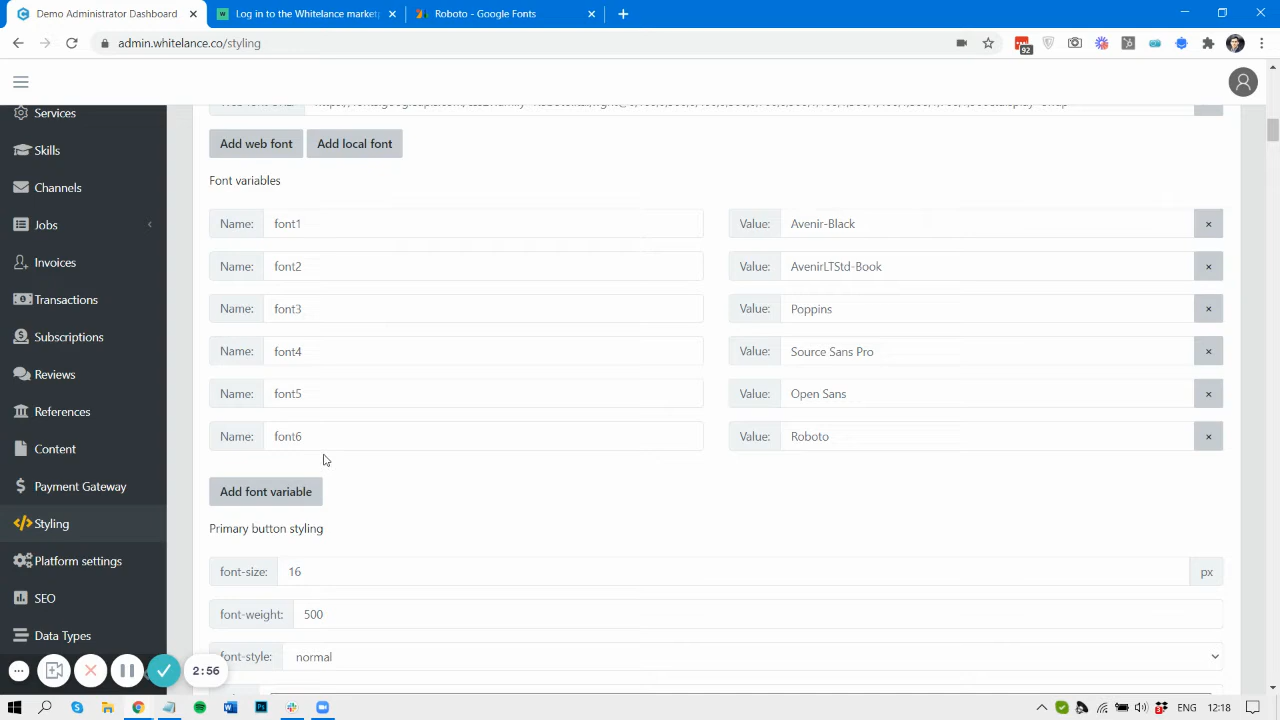 Demo Administrator Dashboard
Log in to the Whitelance market
Roboto - Google Fonts
admin.whitelance.co/styling
92
Services
Skills
Channels
Jobs
Invoices
Transactions
Subscriptions
Reviews
References
Content
Payment Gateway
Styling
Platform settings
SEO
Data Types
Add web font
Add local font
Font variables
Name: font1 Value: Avenir-Black ×
Name: font2 Value: AvenirLTStd-Book ×
Name: font3 Value: Poppins ×
Name: font4 Value: Source Sans Pro ×
Name: font5 Value: Open Sans ×
Name: font6 Value: Roboto ×
Add font variable
Primary button styling
font-size: 16 px
font-weight: 500
font-style: normal
2:56
ENG 12:18